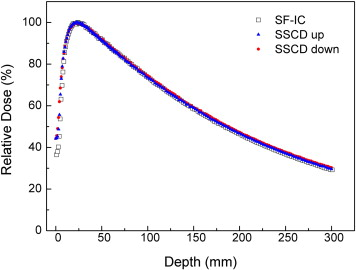 SF-IC
SSCD up
SSCD down
Relative Dose (%)
100
80
60
40
20
0
0 50 100 150 200 250 300
Depth (mm)